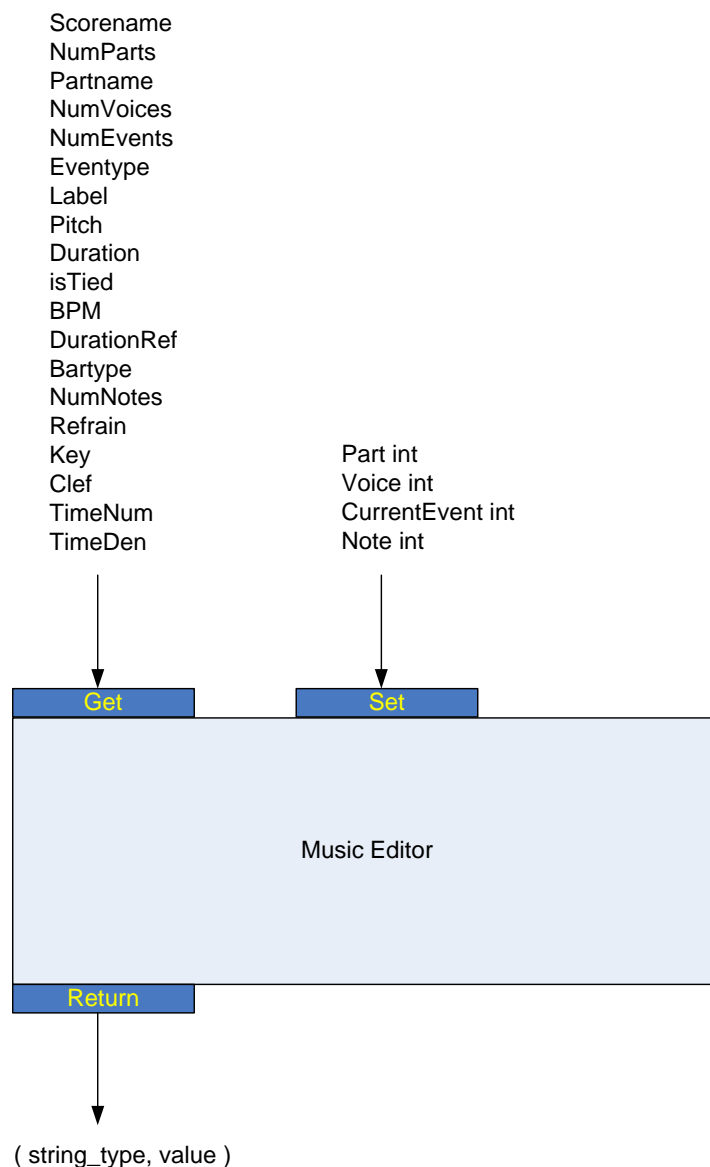 Scorename
NumParts
Partname
NumVoices
NumEvents
Eventype
Label
Pitch
Duration
isTied
BPM
DurationRef
Bartype
NumNotes
Refrain
Key
Clef
TimeNum
TimeDen
Part int
Voice int
CurrentEvent int
Note int
Get
Set
Music Editor
Return
( string_type, value )